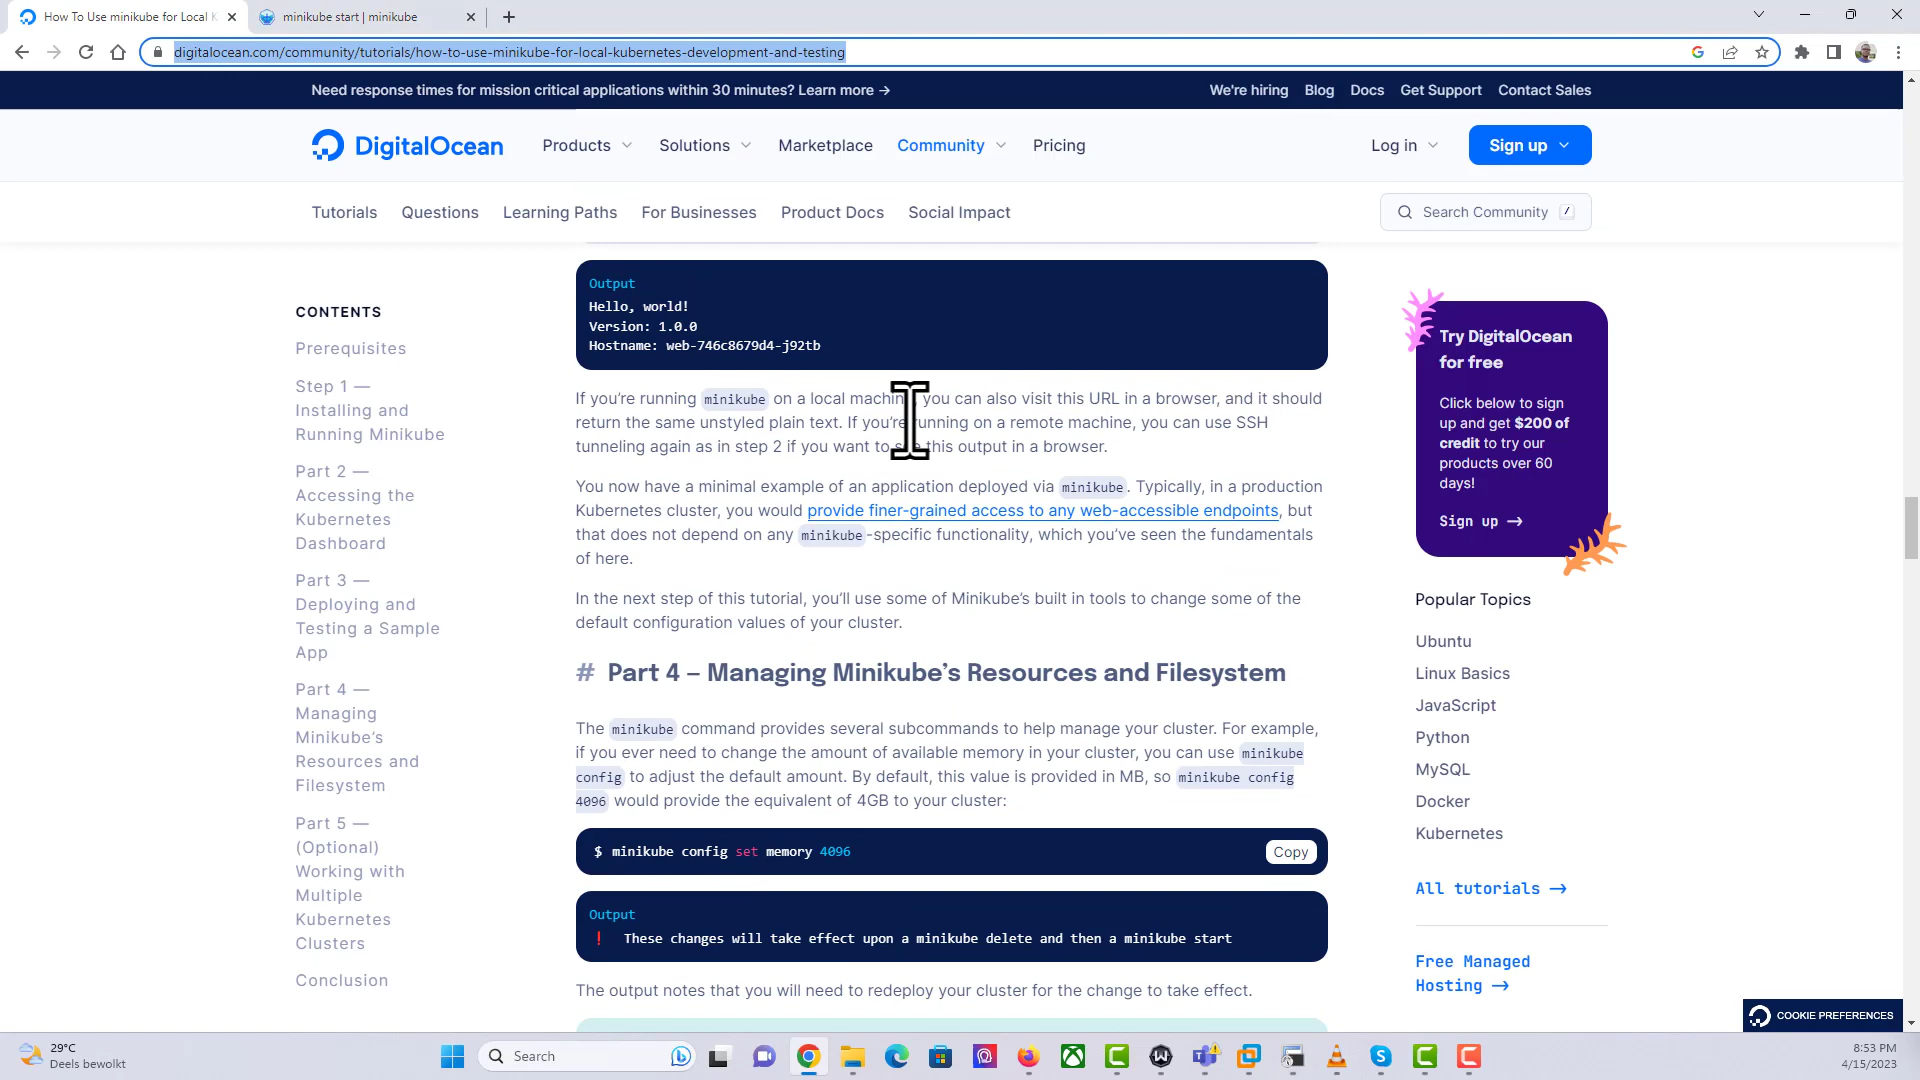 How To Use minikube for Local K
minikube start | minikube
digitalocean.com/community/tutorials/how-to-use-minikube-for-local-kubernetes-development-and-testing
Need response times for mission critical applications within 30 minutes? Learn more →
We're hiring Blog Docs Get Support Contact Sales
DigitalOcean
Products Solutions Marketplace Community Pricing
Log in Sign up
Tutorials Questions Learning Paths For Businesses Product Docs Social Impact
Search Community /
CONTENTS
Prerequisites
Step 1 —
Installing and
Running Minikube
Part 2 —
Accessing the
Kubernetes
Dashboard
Part 3 —
Deploying and
Testing a Sample
App
Part 4 —
Managing
Minikube's
Resources and
Filesystem
Part 5 —
(Optional)
Working with
Multiple
Kubernetes
Clusters
Conclusion
Output
Hello, world!
Version: 1.0.0
Hostname: web-746c8679d4-j92tb
If you're running minikube on a local machine, you can also visit this URL in a browser, and it should
return the same unstyled plain text. If you're running on a remote machine, you can use SSH
tunneling again as in step 2 if you want to see this output in a browser.
You now have a minimal example of an application deployed via minikube. Typically, in a production
Kubernetes cluster, you would provide finer-grained access to any web-accessible endpoints, but
that does not depend on any minikube-specific functionality, which you've seen the fundamentals
of here.
In the next step of this tutorial, you'll use some of Minikube's built in tools to change some of the
default configuration values of your cluster.
# Part 4 – Managing Minikube's Resources and Filesystem
The minikube command provides several subcommands to help manage your cluster. For example,
if you ever need to change the amount of available memory in your cluster, you can use minikube
config to adjust the default amount. By default, this value is provided in MB, so minikube config
4096 would provide the equivalent of 4GB to your cluster:
$ minikube config set memory 4096
Copy
Output
! These changes will take effect upon a minikube delete and then a minikube start
The output notes that you will need to redeploy your cluster for the change to take effect.
Try DigitalOcean
for free
Click below to sign
up and get $200 of
credit to try our
products over 60
days!
Sign up →
Popular Topics
Ubuntu
Linux Basics
JavaScript
Python
MySQL
Docker
Kubernetes
All tutorials →
Free Managed
Hosting →
COOKIE PREFERENCES
29°C
Deels bewolkt
Search
8:53 PM
4/15/2023